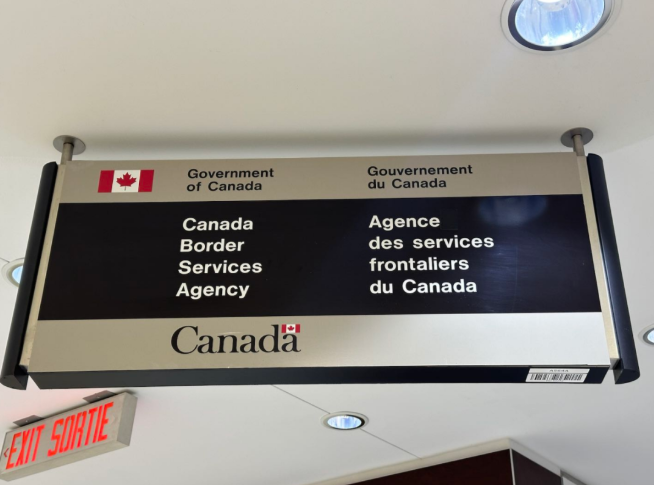 Government
of Canada
Gouvernement
du Canada
Canada
Border
Services
Agency
Agence
des services
frontaliers
du Canada
Canada
EXIT SORTIE